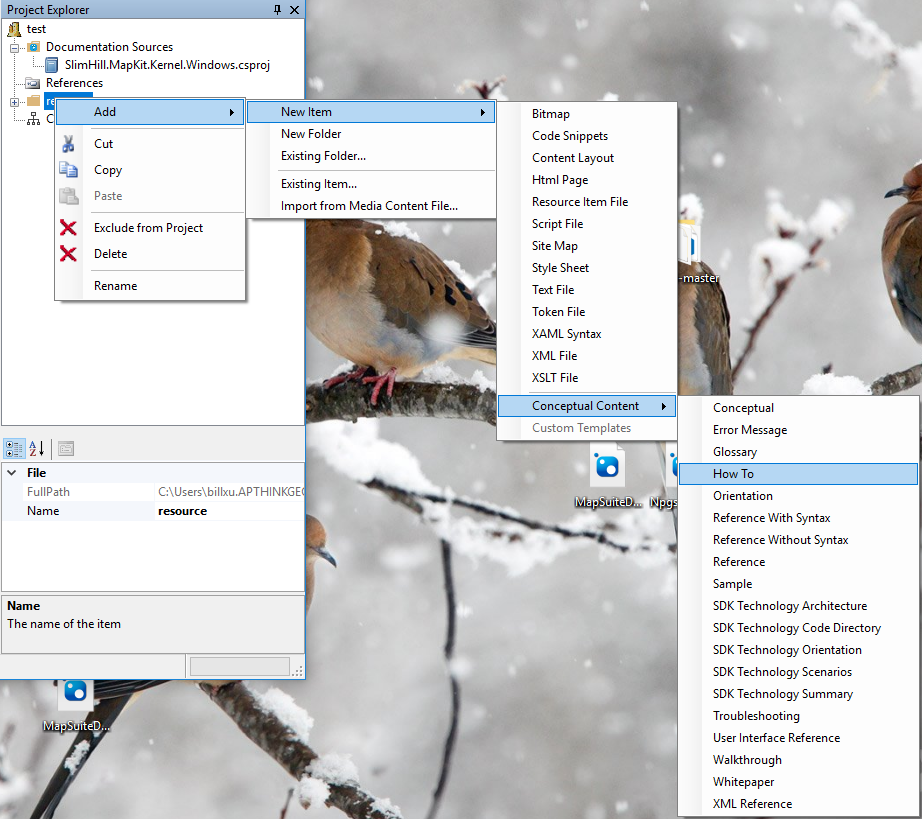 Project Explorer
test
Documentation Sources
SlimHill.MapKit.Kernel.Windows.csproj
References
Add
Cut
Copy
Paste
Exclude from Project
Delete
Rename
New Item
New Folder
Existing Folder...
Existing Item...
Import from Media Content File...
Bitmap
Code Snippets
Content Layout
Html Page
Resource Item File
Script File
Site Map
Style Sheet
Text File
Token File
XAML Syntax
XML File
XSLT File
Conceptual Content
Custom Templates
Conceptual
Error Message
Glossary
How To
Orientation
Reference With Syntax
Reference Without Syntax
Reference
Sample
SDK Technology Architecture
SDK Technology Code Directory
SDK Technology Orientation
SDK Technology Scenarios
SDK Technology Summary
Troubleshooting
User Interface Reference
Walkthrough
Whitepaper
XML Reference
File
FullPath C:\Users\billxu.APTHINKGEO
Name resource
Name
The name of the item
-master
MapSuiteD... Npgs
MapSuiteD...